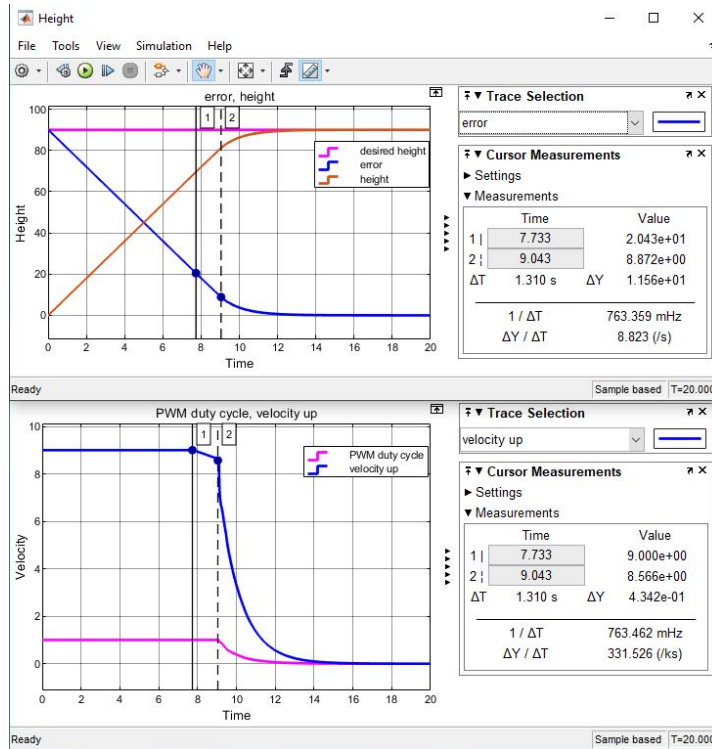 Height
File Tools View Simulation Help
error, height
1 2
desired height
error
height
Height
100
80
60
40
20
0
0 2 4 6 8 10 12 14 16 18 20
Time
Trace Selection
error
Cursor Measurements
Settings
Measurements
Time Value
1 | 7.733 2.043e+01
2 ¦ 9.043 8.872e+00
ΔT 1.310 s ΔY 1.156e+01
1 / ΔT 763.359 mHz
ΔY / ΔT 8.823 (/s)
Ready Sample based T=20.000
PWM duty cycle, velocity up
1 2
PWM duty cycle
velocity up
Velocity
10
8
6
4
2
0
0 2 4 6 8 10 12 14 16 18 20
Time
Trace Selection
velocity up
Cursor Measurements
Settings
Measurements
Time Value
1 | 7.733 9.000e+00
2 ¦ 9.043 8.566e+00
ΔT 1.310 s ΔY 4.342e-01
1 / ΔT 763.462 mHz
ΔY / ΔT 331.526 (/ks)
Ready Sample based T=20.000